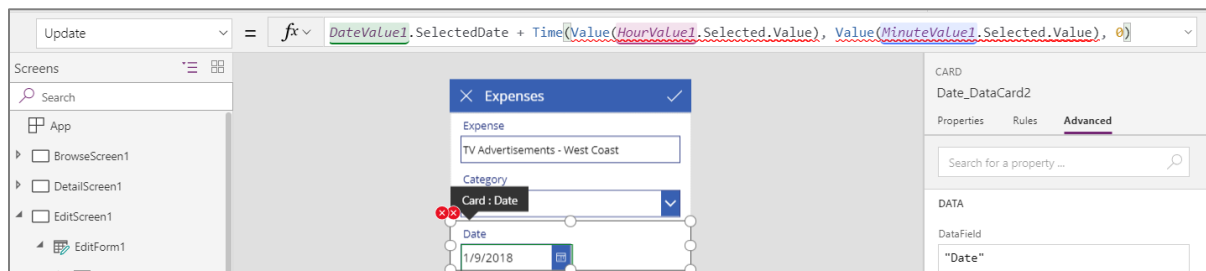 Update = fx DateValue1.SelectedDate + Time(Value(HourValue1.Selected.Value), Value(MinuteValue1.Selected.Value), 0)
Screens
Search
App
BrowseScreen1
DetailScreen1
EditScreen1
EditForm1
Expenses
Expense
TV Advertisements - West Coast
Category
Card : Date
Date
1/9/2018
CARD
Date_DataCard2
Properties Rules Advanced
Search for a property ...
DATA
DataField
"Date"